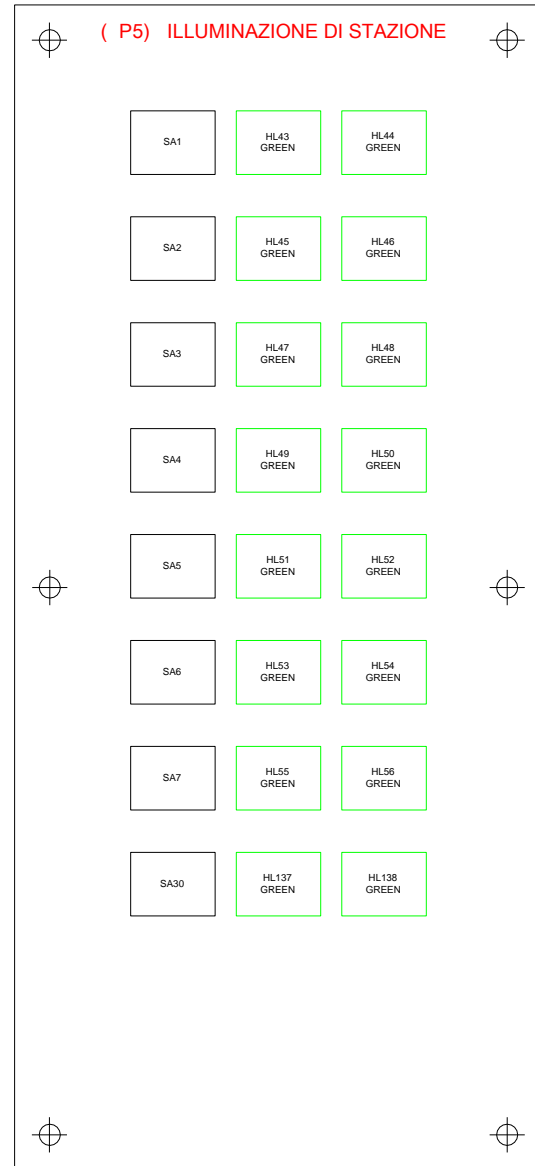 ( P5) ILLUMINAZIONE DI STAZIONE
SA1
HL43
GREEN
HL44
GREEN
SA2
HL45
GREEN
HL46
GREEN
SA3
HL47
GREEN
HL48
GREEN
SA4
HL49
GREEN
HL50
GREEN
SA5
HL51
GREEN
HL52
GREEN
SA6
HL53
GREEN
HL54
GREEN
SA7
HL55
GREEN
HL56
GREEN
SA30
HL137
GREEN
HL138
GREEN